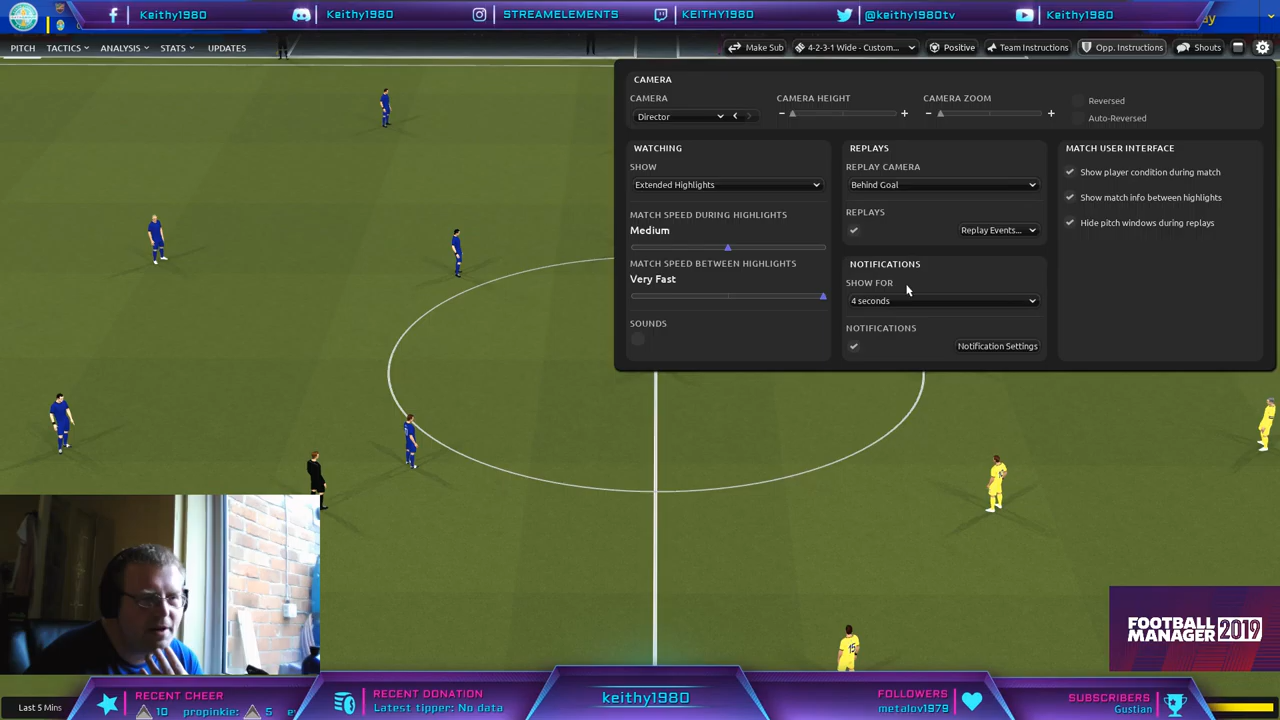 Keithy1980
Keithy1980
STREAMELEMENTS
KEITHY1980
@keithy1980tv
Keithy1980
PITCH
TACTICS
ANALYSIS
STATS
UPDATES
Make Sub
4-2-3-1 Wide - Custom...
Positive
Team Instructions
Opp. Instructions
Shouts
CAMERA
CAMERA
Director
CAMERA HEIGHT
CAMERA ZOOM
Reversed
Auto-Reversed
WATCHING
SHOW
Extended Highlights
MATCH SPEED DURING HIGHLIGHTS
Medium
MATCH SPEED BETWEEN HIGHLIGHTS
Very Fast
SOUNDS
REPLAYS
REPLAY CAMERA
Behind Goal
REPLAYS
Replay Events...
NOTIFICATIONS
SHOW FOR
4 seconds
NOTIFICATIONS
Notification Settings
MATCH USER INTERFACE
Show player condition during match
Show match info between highlights
Hide pitch windows during replays
15
FOOTBALL
MANAGER 2019
Last 5 Mins
RECENT CHEER
10 propinkie: 5
RECENT DONATION
Latest tipper: No data
keithy1980
FOLLOWERS
metalov1979
SUBSCRIBERS
Gustian